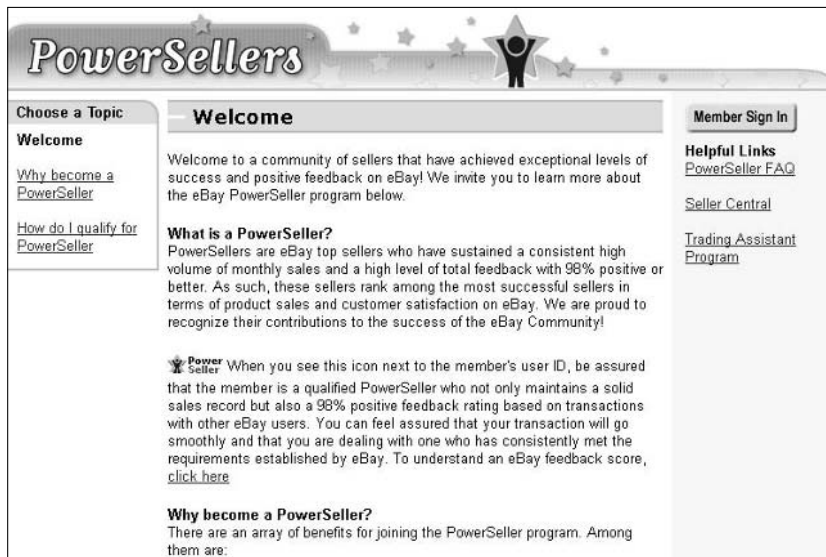 PowerSellers
Choose a Topic
Welcome
Why become a
PowerSeller
How do I qualify for
PowerSeller
Welcome
Welcome to a community of sellers that have achieved exceptional levels of
success and positive feedback on eBay! We invite you to learn more about
the eBay PowerSeller program below.
What is a PowerSeller?
PowerSellers are eBay top sellers who have sustained a consistent high
volume of monthly sales and a high level of total feedback with 98% positive or
better. As such, these sellers rank among the most successful sellers in
terms of product sales and customer satisfaction on eBay. We are proud to
recognize their contributions to the success of the eBay Community!
Power
Seller When you see this icon next to the member's user ID, be assured
that the member is a qualified PowerSeller who not only maintains a solid
sales record but also a 98% positive feedback rating based on transactions
with other eBay users. You can feel assured that your transaction will go
smoothly and that you are dealing with one who has consistently met the
requirements established by eBay. To understand an eBay feedback score,
click here
Why become a PowerSeller?
There are an array of benefits for joining the PowerSeller program. Among
them are:
Member Sign In
Helpful Links
PowerSeller FAQ
Seller Central
Trading Assistant
Program